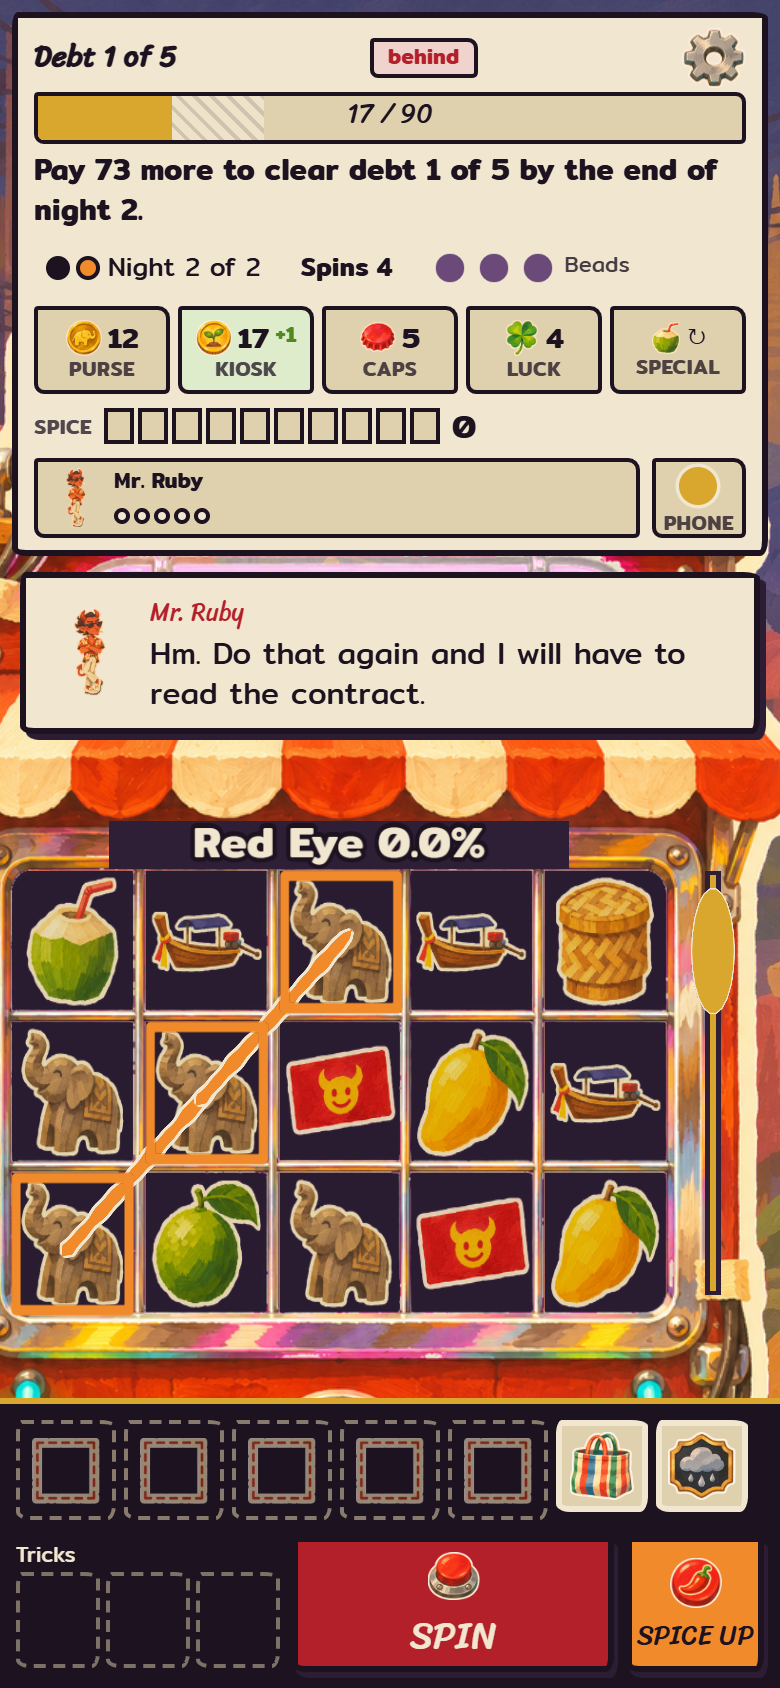 Debt 1 of 5
behind
17 / 90
Pay 73 more to clear debt 1 of 5 by the end of
night 2.
Night 2 of 2
Spins 4
Beads
12
PURSE
17 +1
KIOSK
5
CAPS
4
LUCK
SPECIAL
SPICE
0
Mr. Ruby
PHONE
Mr. Ruby
Hm. Do that again and I will have to
read the contract.
Red Eye 0.0%
Tricks
SPIN
SPICE UP